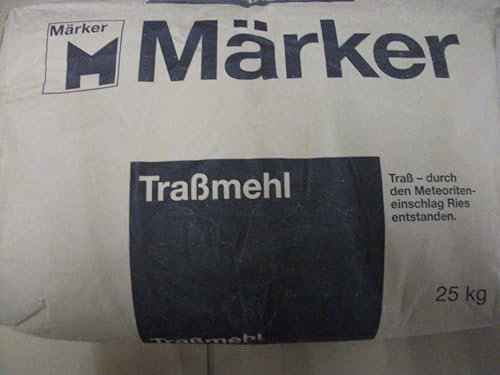 Märker
Märker
Traßmehl
Traß – durch
den Meteoriten-
einschlag Ries
entstanden.
25 kg
Traßmehl